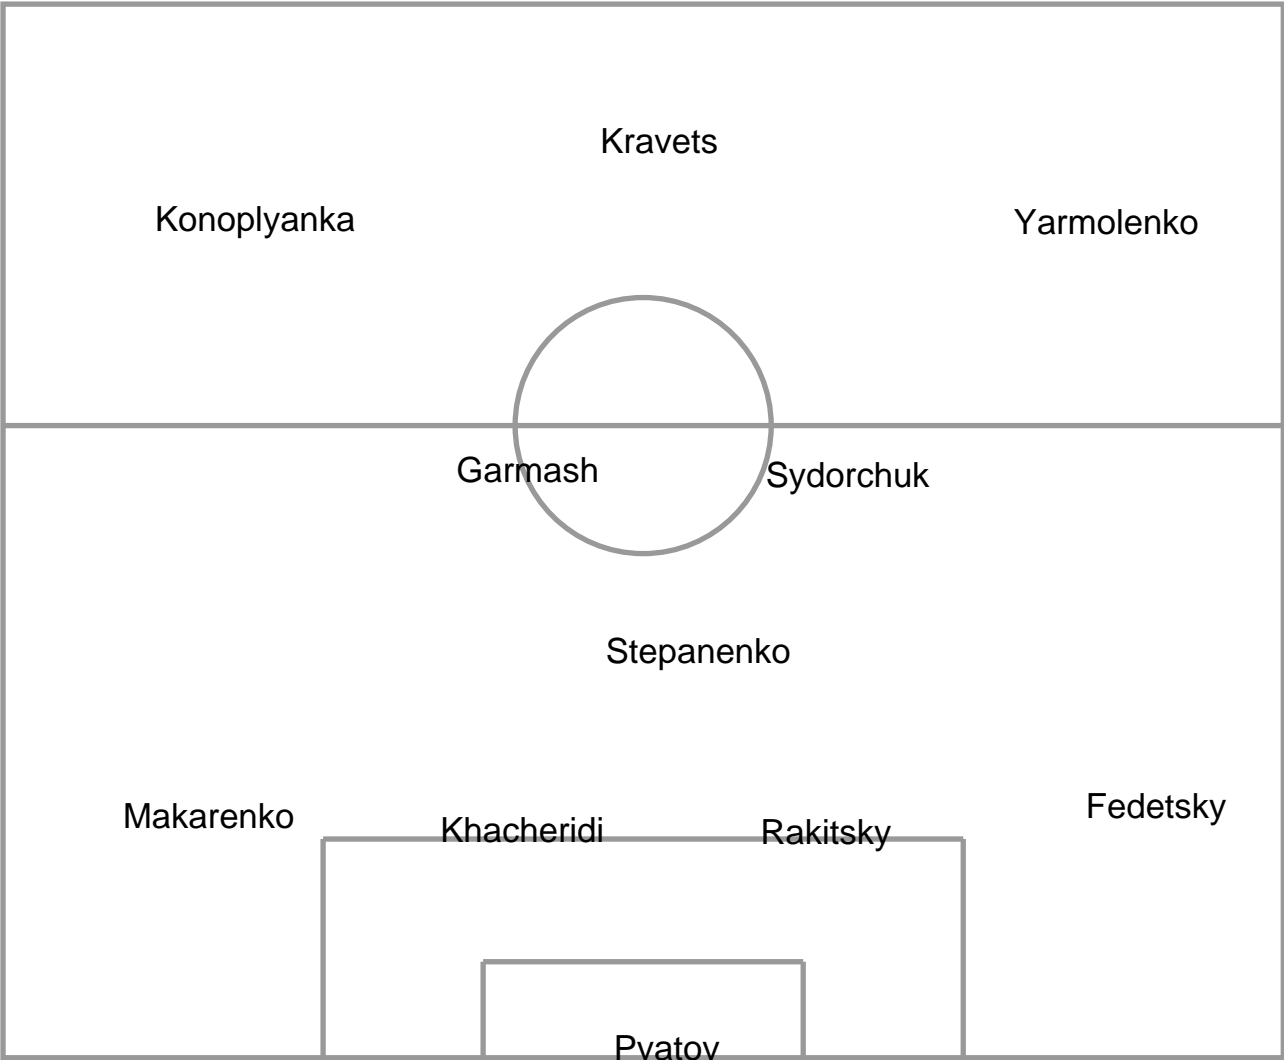 Kravets
Konoplyanka
Yarmolenko
Garmash
Sydorchuk
Stepanenko
Makarenko
Khacheridi
Rakitsky
Fedetsky
Pyatov